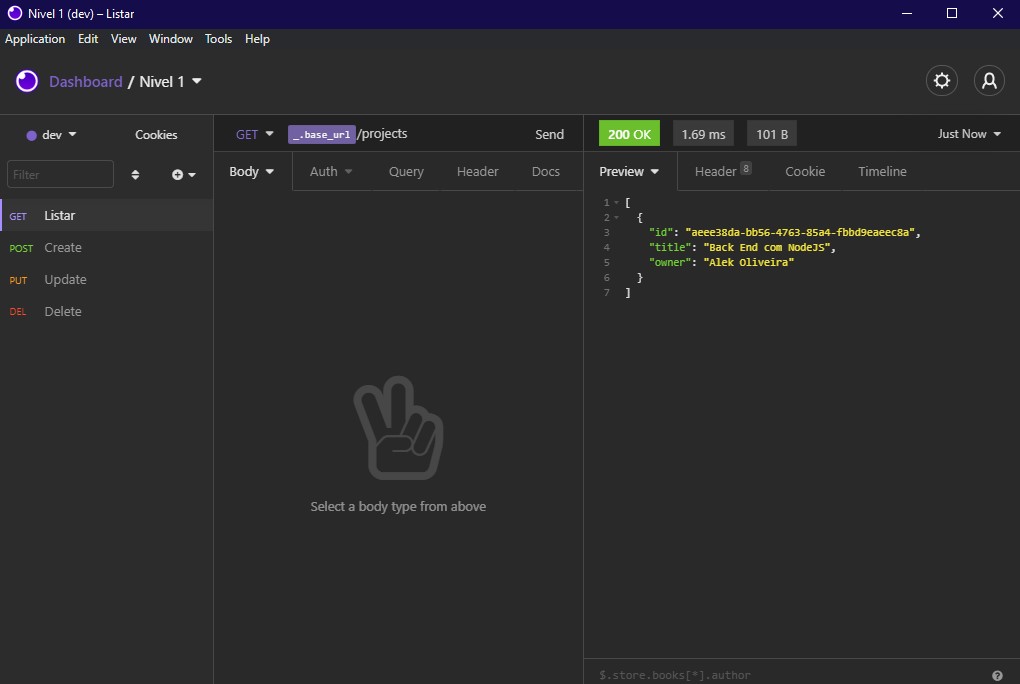 Nivel 1 (dev) – Listar
Application Edit View Window Tools Help
Dashboard / Nivel 1
dev Cookies
Filter
GET Listar
POST Create
PUT Update
DEL Delete
GET _.base_url/projects Send
Body Auth Query Header Docs
Select a body type from above
200 OK 1.69 ms 101 B Just Now
Preview Header 8 Cookie Timeline
1 [
2 {
3 "id": "aeee38da-bb56-4763-85a4-fbbd9eaeec8a",
4 "title": "Back End com NodeJS",
5 "owner": "Alek Oliveira"
6 }
7 ]
$.store.books[*].author ?